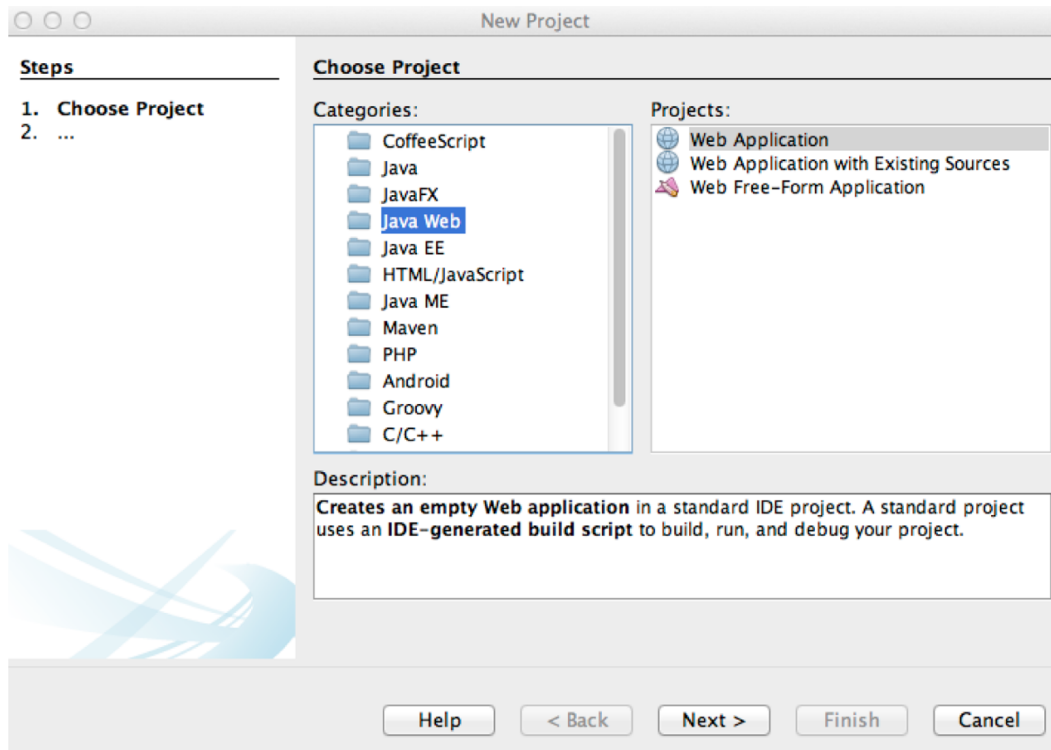 New Project
Steps
1. Choose Project
2. ...
Choose Project
Categories:
CoffeeScript
Java
JavaFX
Java Web
Java EE
HTML/JavaScript
Java ME
Maven
PHP
Android
Groovy
C/C++
Projects:
Web Application
Web Application with Existing Sources
Web Free-Form Application
Description:
Creates an empty Web application in a standard IDE project. A standard project
uses an IDE-generated build script to build, run, and debug your project.
Help
< Back
Next >
Finish
Cancel